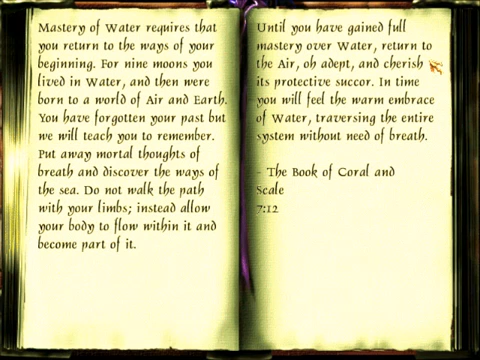 Mastery of Water requires that
you return to the ways of your
beginning. For nine moons you
lived in Water, and then were
born to a world of Air and Earth.
You have forgotten your past but
we will teach you to remember.
Put away mortal thoughts of
breath and discover the ways of
the sea. Do not walk the path
with your limbs; instead allow
your body to flow within it and
become part of it.
Until you have gained full
mastery over Water, return to
the Air, oh adept, and cherish
its protective succor. In time
you will feel the warm embrace
of Water, traversing the entire
system without need of breath.
- The Book of Coral and
Scale
7:12